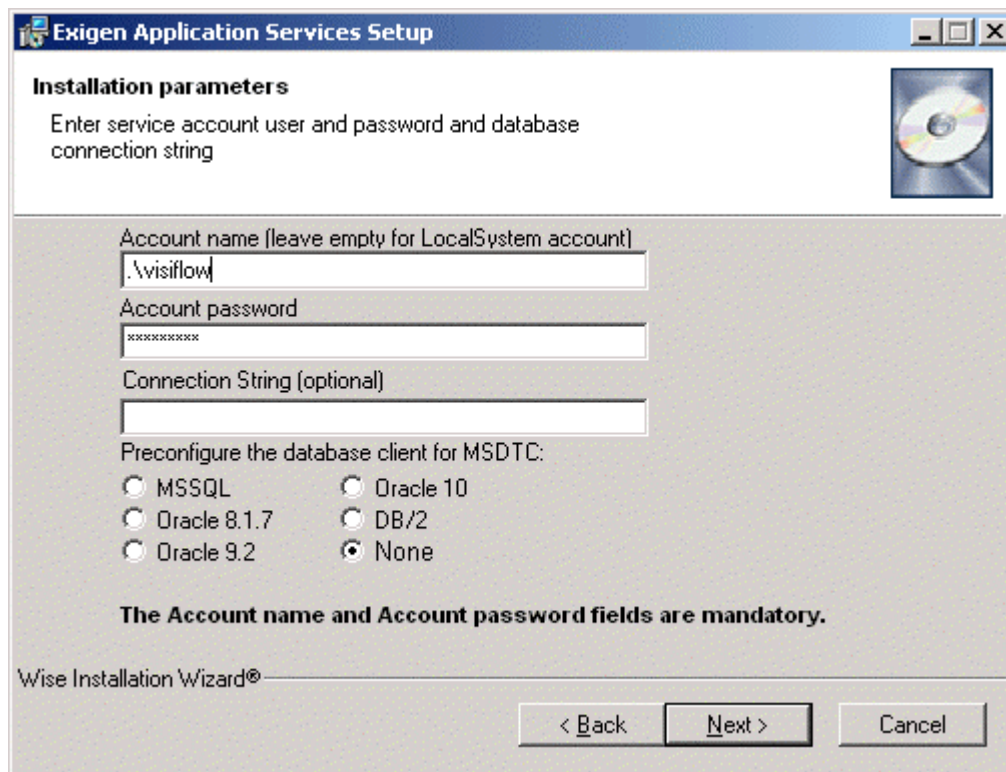 Exigen Application Services Setup
Installation parameters
Enter service account user and password and database
connection string
Account name (leave empty for LocalSystem account)
.\visiflow
Account password
*********
Connection String (optional)
Preconfigure the database client for MSDTC:
MSSQL Oracle 10
Oracle 8.1.7 DB/2
Oracle 9.2 None
The Account name and Account password fields are mandatory.
Wise Installation Wizard®
< Back Next > Cancel